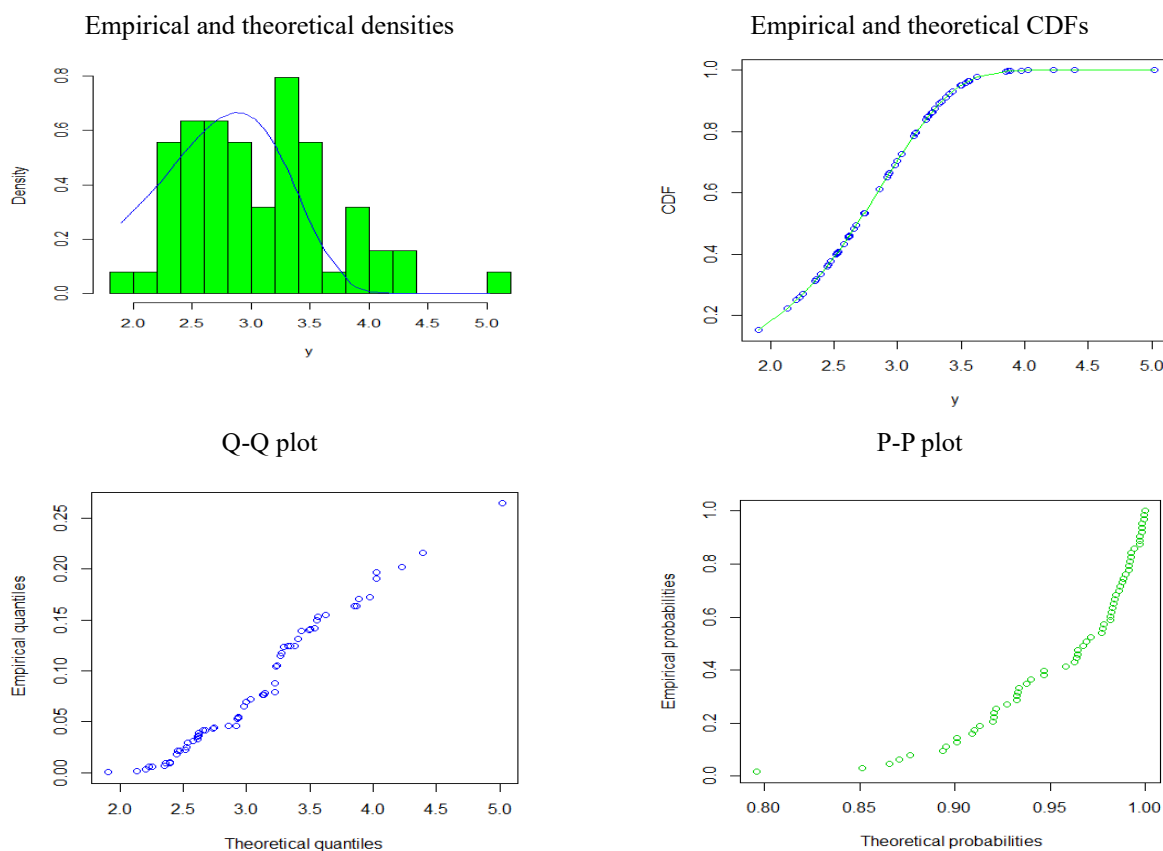 Empirical and theoretical densities
Density
0.0
0.2
0.4
0.6
0.8
2.0 2.5 3.0 3.5 4.0 4.5 5.0
y
Empirical and theoretical CDFs
CDF
0.2
0.4
0.6
0.8
1.0
2.0 2.5 3.0 3.5 4.0 4.5 5.0
y
Q-Q plot
Empirical quantiles
0.00
0.05
0.10
0.15
0.20
0.25
2.0 2.5 3.0 3.5 4.0 4.5 5.0
Theoretical quantiles
P-P plot
Empirical probabilities
0.0
0.2
0.4
0.6
0.8
1.0
0.80 0.85 0.90 0.95 1.00
Theoretical probabilities